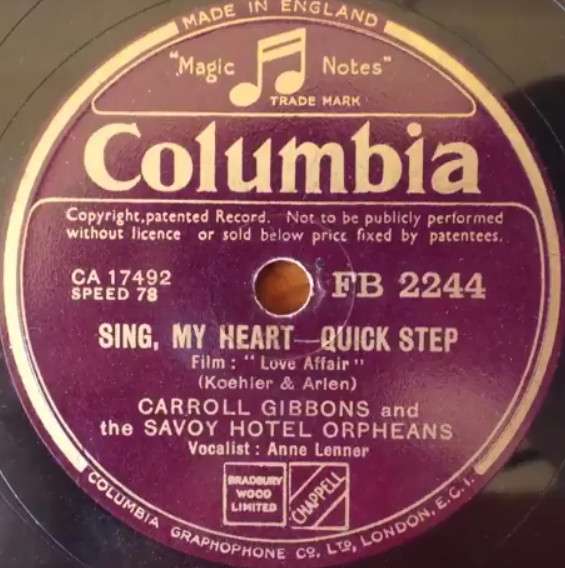 MADE IN ENGLAND
"Magic Notes"
TRADE MARK
Columbia
Copyright, patented Record. Not to be publicly performed
without licence or sold below price fixed by patentees.
CA 17492
SPEED 78
FB 2244
SING, MY HEART—QUICK STEP
Film : "Love Affair"
(Koehler & Arlen)
CARROLL GIBBONS and
the SAVOY HOTEL ORPHEANS
Vocalist : Anne Lenner
BRADBURY
WOOD
LIMITED
CHAPPELL
COLUMBIA GRAPHOPHONE CO. LTD, LONDON, E.C.1.